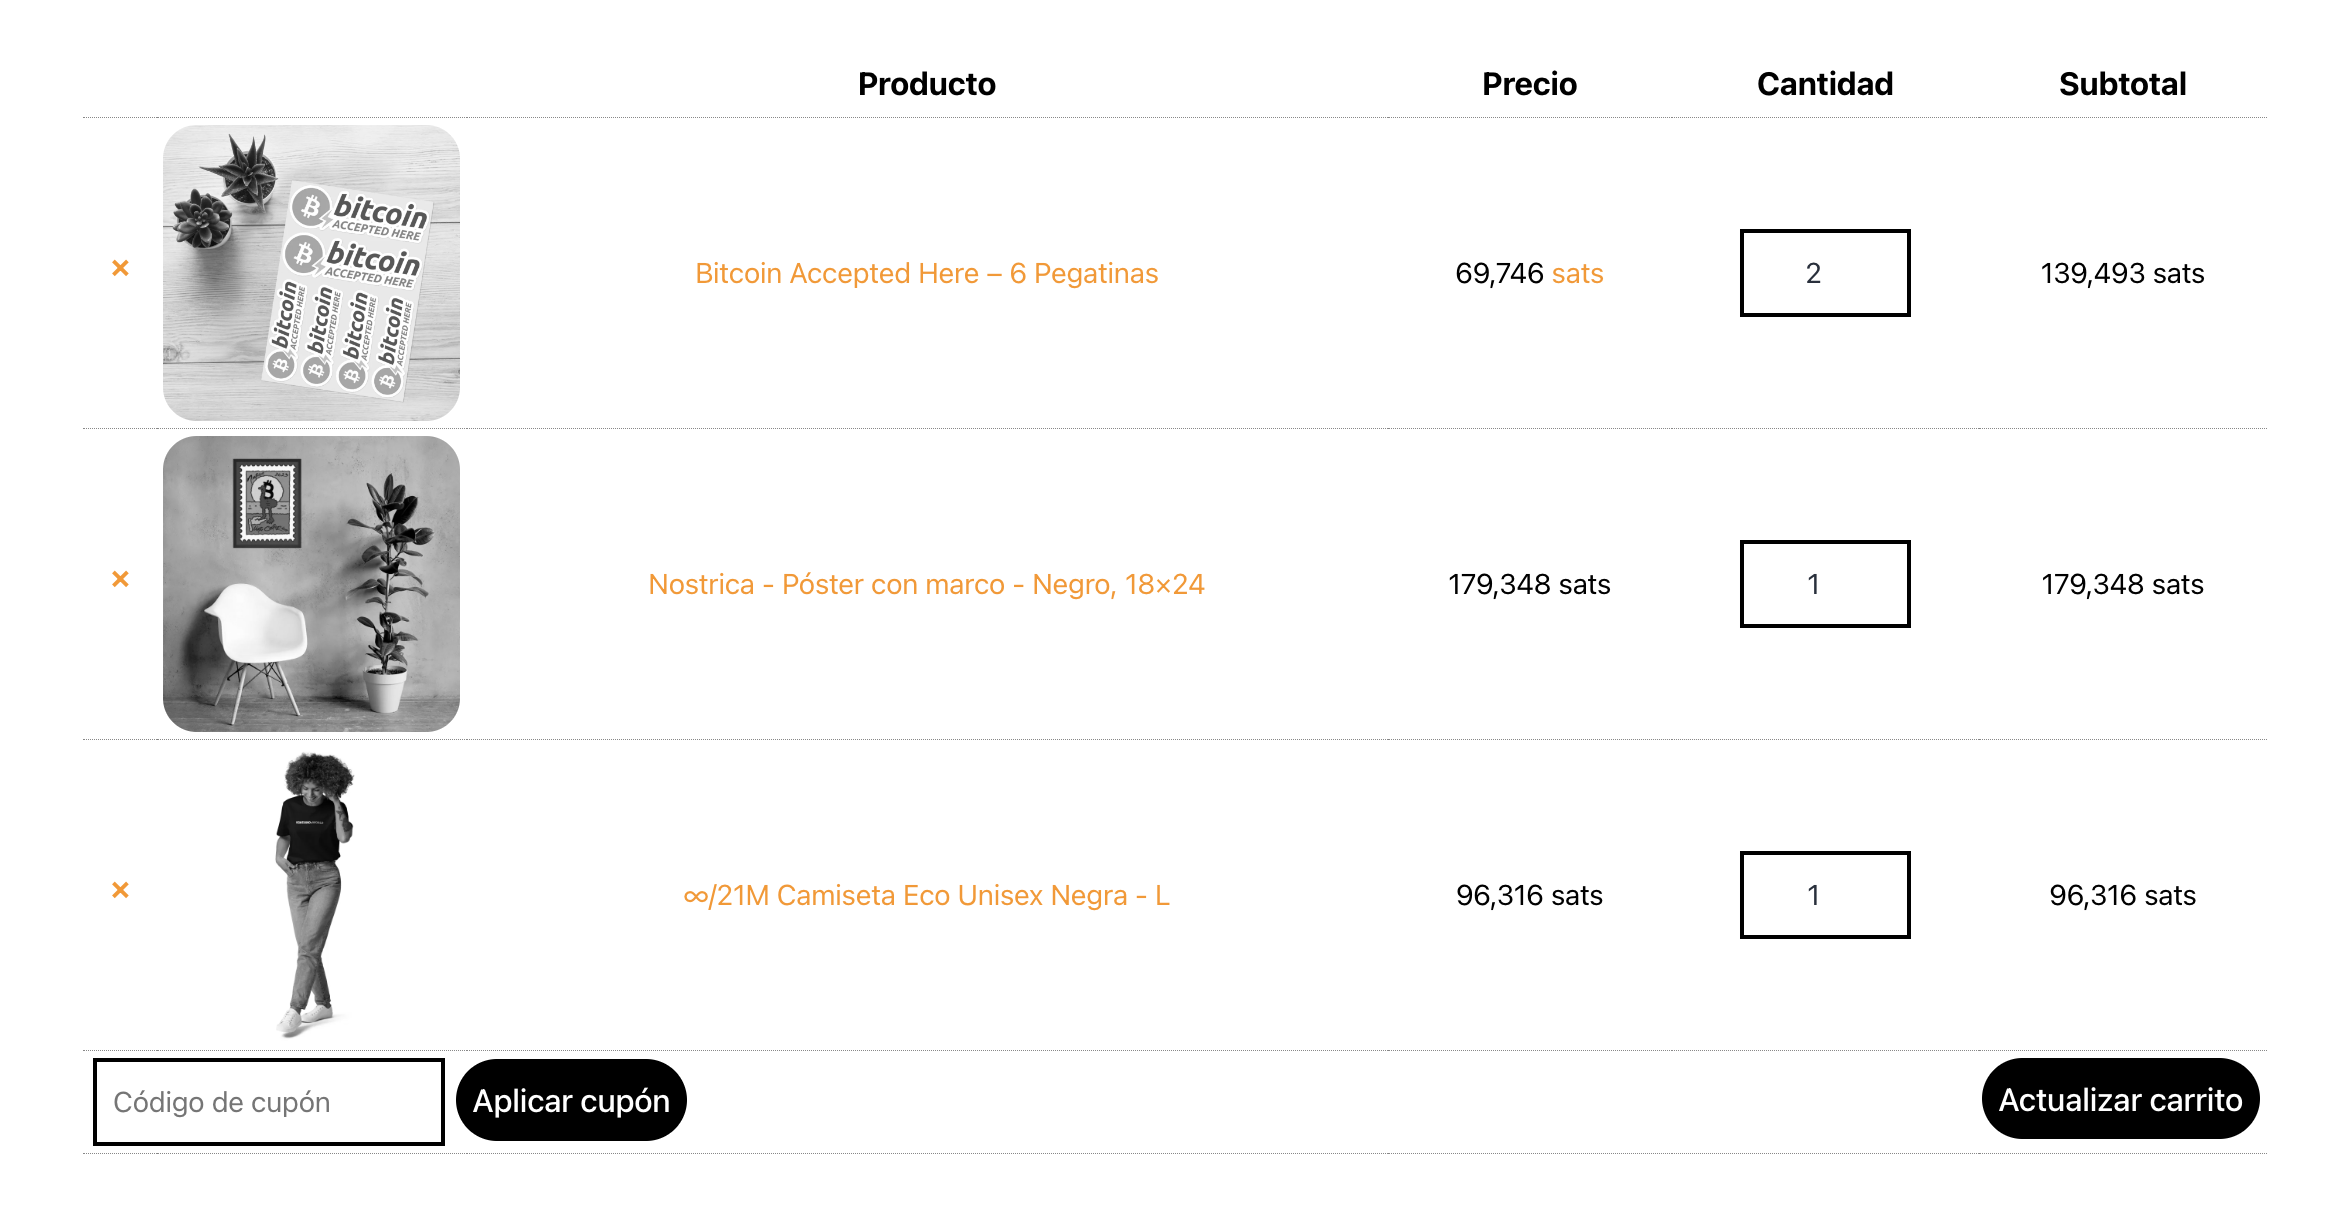 Producto Precio Cantidad Subtotal
×
bitcoin
ACCEPTED HERE
bitcoin
ACCEPTED HERE
bitcoin
ACCEPTED HERE
bitcoin
ACCEPTED HERE
bitcoin
ACCEPTED HERE
bitcoin
ACCEPTED HERE
Bitcoin Accepted Here – 6 Pegatinas 69,746 sats 2 139,493 sats
×
Nostrica - Póster con marco - Negro, 18×24 179,348 sats 1 179,348 sats
×
∞/21M Camiseta Eco Unisex Negra - L 96,316 sats 1 96,316 sats
Código de cupón Aplicar cupón Actualizar carrito